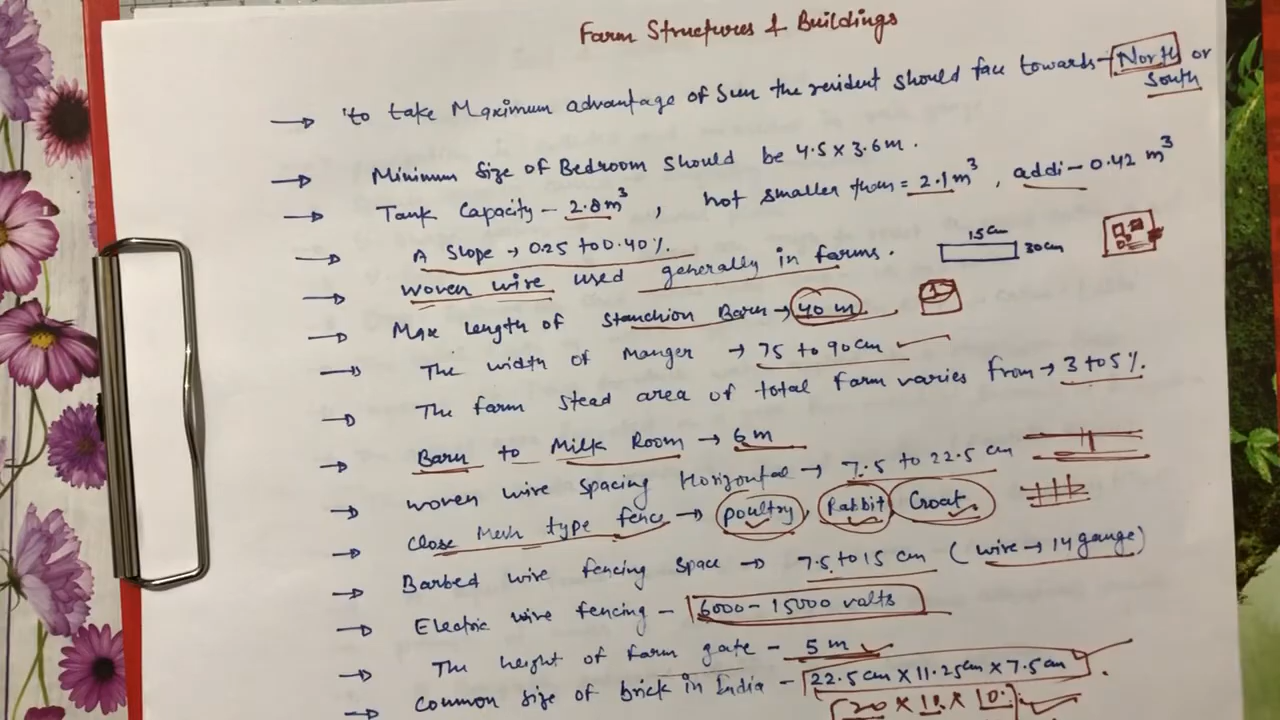 Farm Structures & Buildings
→ to take Maximum advantage of Sun the resident should face towards - North or
South
→ Minimum Size of Bedroom should be 4.5 x 3.6 m.
→ Tank Capacity - 2.8 m³, not smaller than = 2.1 m³, addi - 0.42 m³
→ A Slope → 0.25 to 0.40 %.
→ woven wire used generally in farms. 15 cm 30 cm
→ Max length of Stanchion Barn → 40 m
→ The width of Manger → 75 to 90 cm
→ The farm stead area of total farm varies from → 3 to 5 %.
→ Barn to Milk Room → 6 m
→ woven wire spacing Horizontal → 7.5 to 22.5 cm
→ Close Mesh type fence → Poultry, Rabbit Goat
→ Barbed wire fencing space → 7.5 to 15 cm ( wire → 14 gauge)
→ Electric wire fencing - 6000 - 15000 volts
→ The height of farm gate - 5 m
→ Common size of brick in India - 22.5 cm x 11.25 cm x 7.5 cm.
20 x 10 x 10.